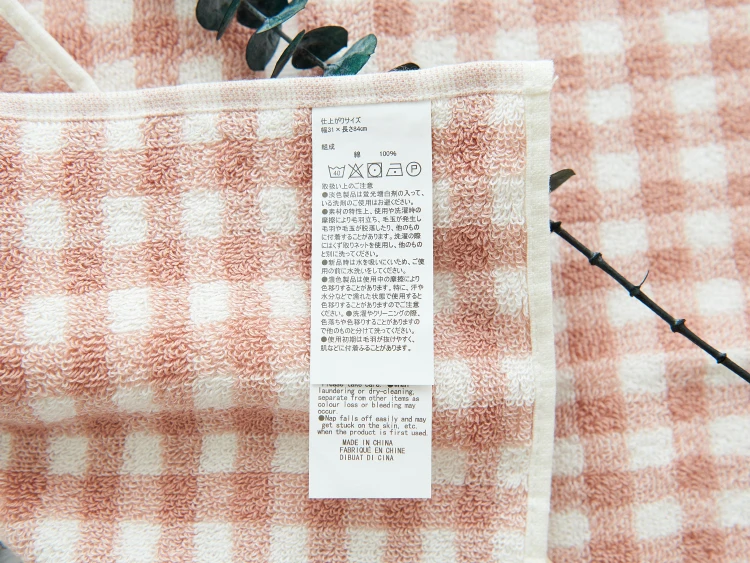 仕上がりサイズ
幅31×長さ84cm
組成
綿 100%
40 P
取扱い上のご注意
●淡色製品は蛍光増白剤の入って
いる洗剤のご使用はお避けください。
●素材の特性上、使用や洗濯時の
摩擦により毛羽立ち、毛玉が発生し
毛羽や毛玉が脱落したり、他のもの
に付着することがあります。洗濯の際
にはくず取りネットを使用し、他のもの
と別に洗ってください。
●新品時は水を吸いにくいため、ご使
用の前に水洗いをしてください。
●濃色製品は使用中の摩擦により
色移りすることがあります。特に、汗や
水分などで濡れた状態で使用すると
色移りすることがありますのでご注意
ください。●洗濯やクリーニングの際、
色落ちや色移りすることがありますので
で他のものと分けて洗ってください。
●使用初期は毛羽が抜けやすく、
肌などに付着することがあります。
Please take care. ●When
laundering or dry-cleaning,
separate from other items as
colour loss or bleeding may
occur
●Nap falls off easily and may
get stuck on the skin, etc.
when the product is first used.
MADE IN CHINA
FABRIQUÉ EN CHINE
DIBUAT DI CINA